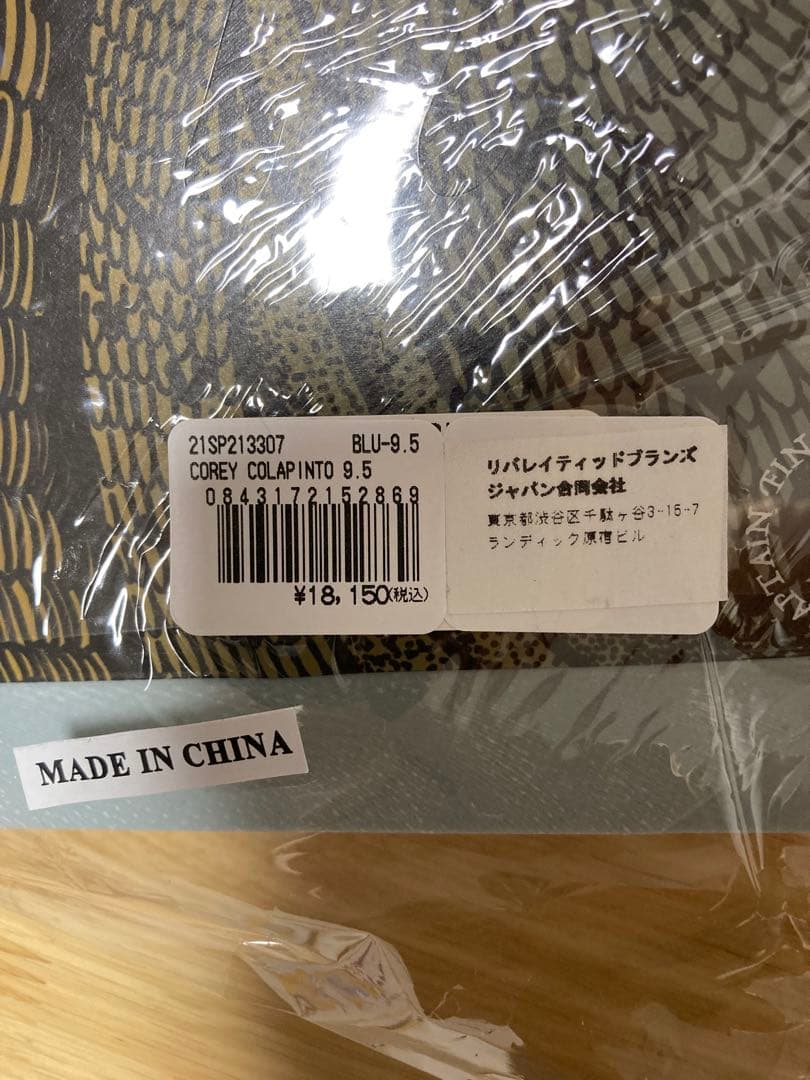 21SP213307 BLU-9.5
COREY COLAPINTO 9.5
0843172152869
¥18,150(税込)
リバレイティッドブランズ
ジャパン合同会社
東京都渋谷区千駄ヶ谷3-16-7
ランディック原宿ビル
PTAIN FIN
MADE IN CHINA